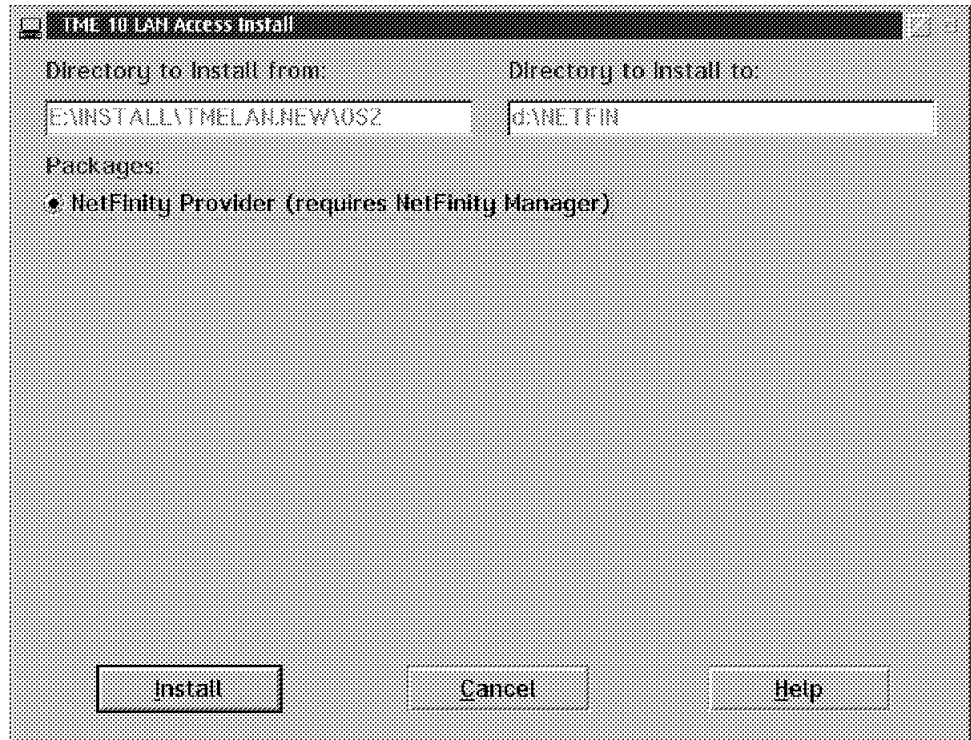 TME 10 LAN Access Install
Directory to Install from:
Directory to Install to:
E:\INSTALL\TMELAN.NEW\OS2
d:\NETFIN
Packages:
NetFinity Provider (requires NetFinity Manager)
Install
Cancel
Help